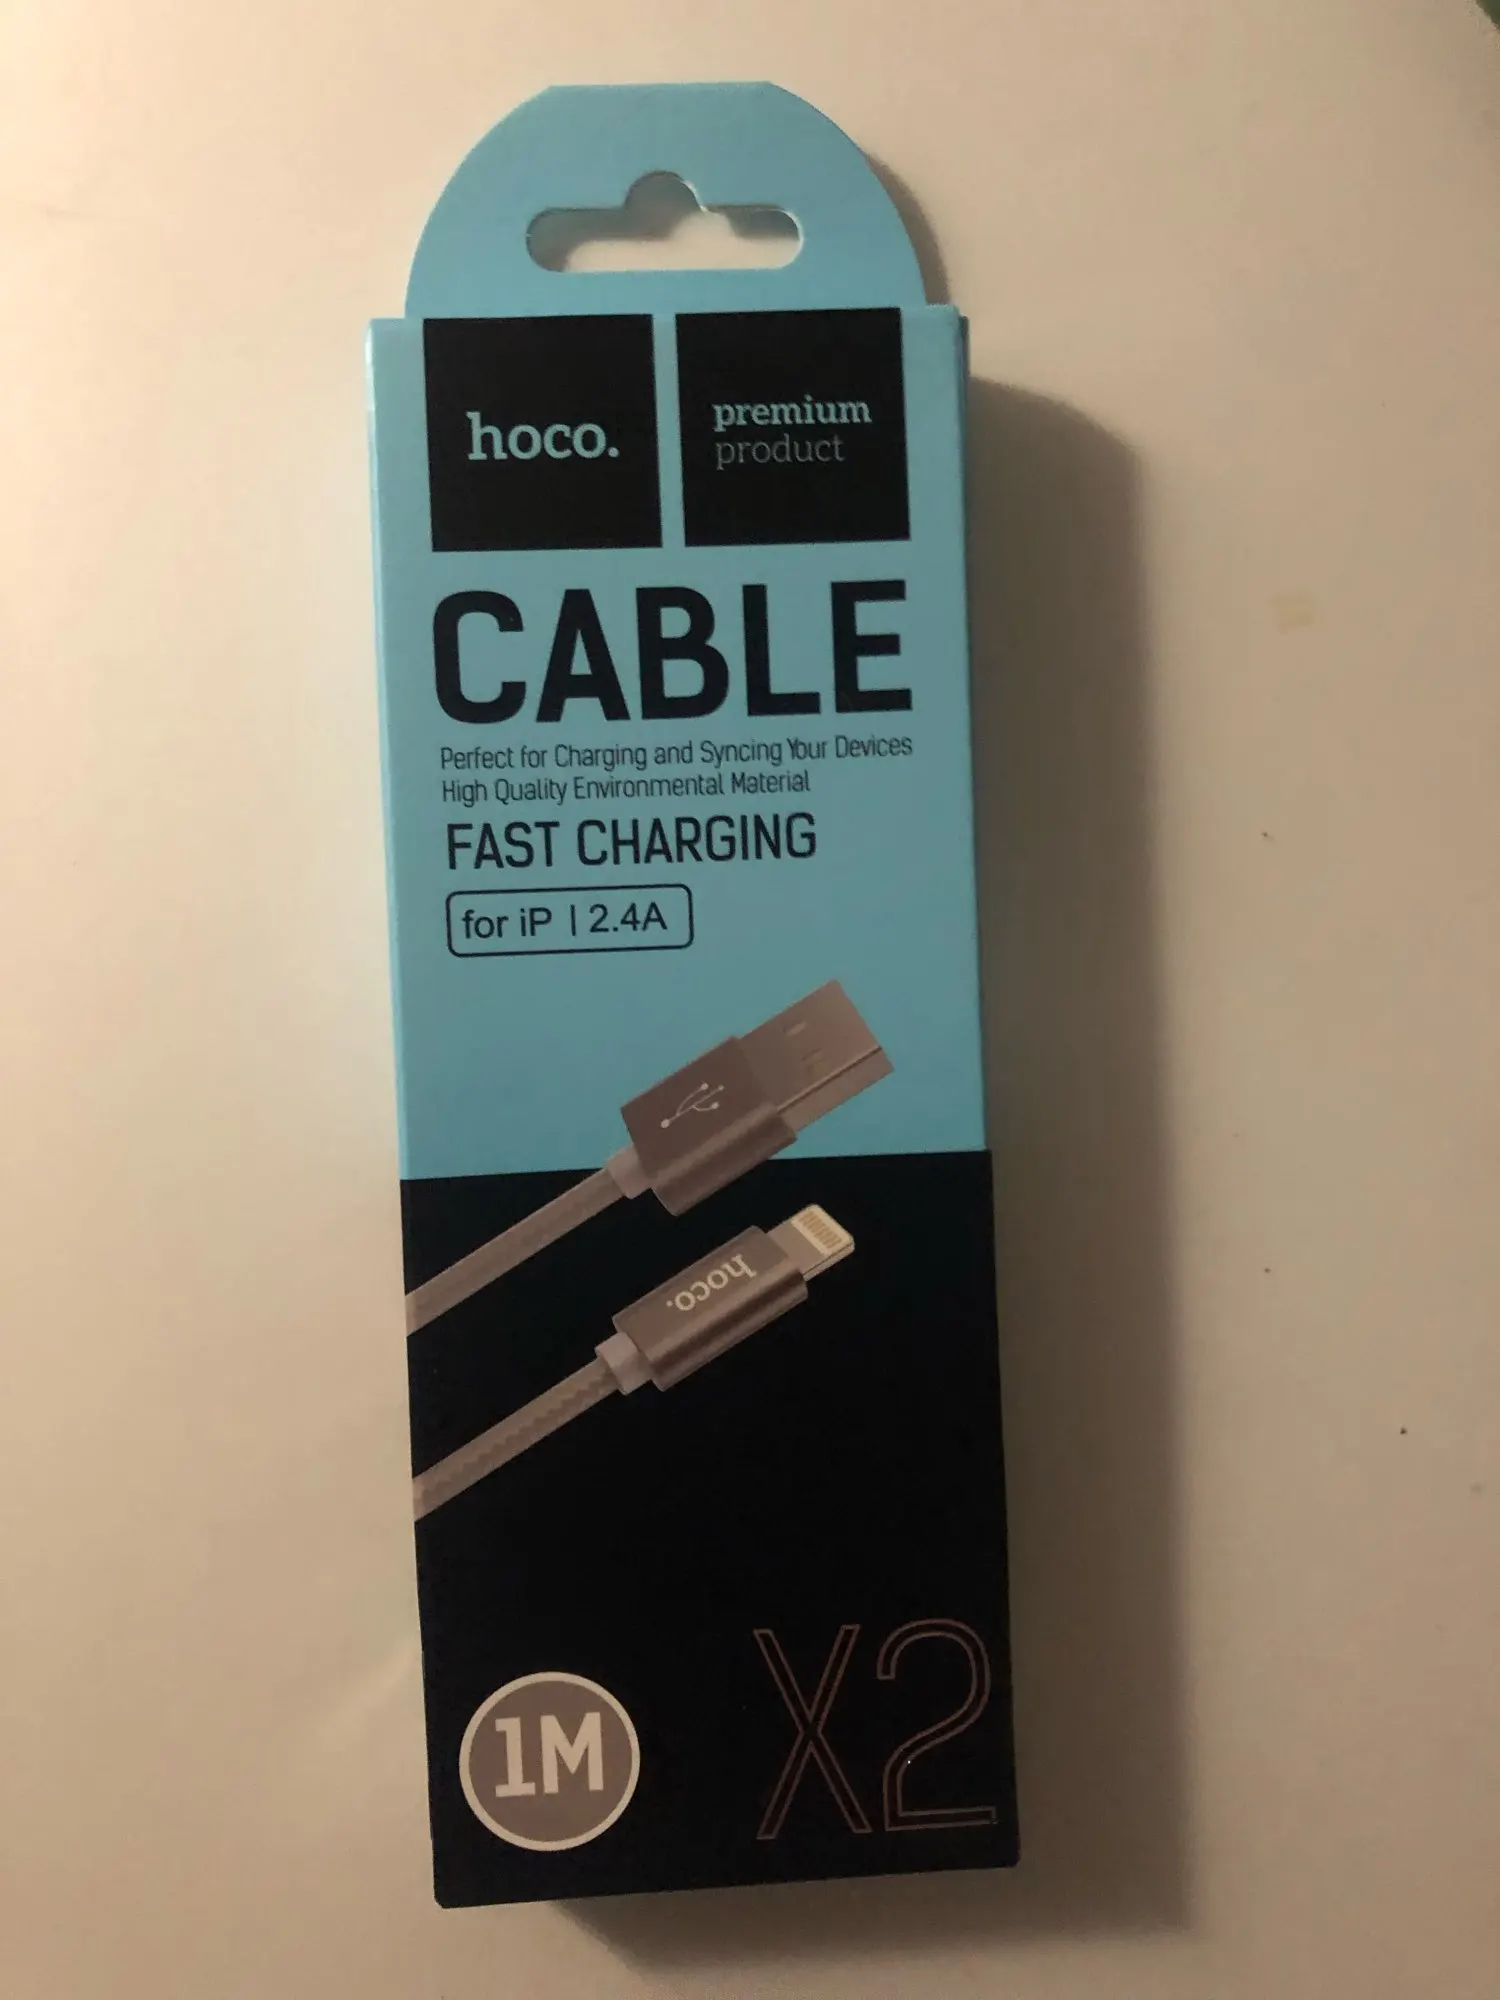 hoco.
premium
product
CABLE
Perfect for Charging and Syncing Your Devices
High Quality Environmental Material
FAST CHARGING
for iP | 2.4A
hoco.
1M
X2